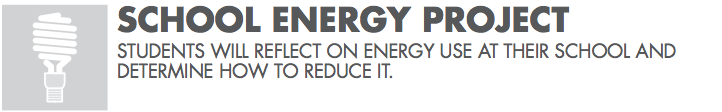 SCHOOL ENERGY PROJECT
STUDENTS WILL REFLECT ON ENERGY USE AT THEIR SCHOOL AND
DETERMINE HOW TO REDUCE IT.